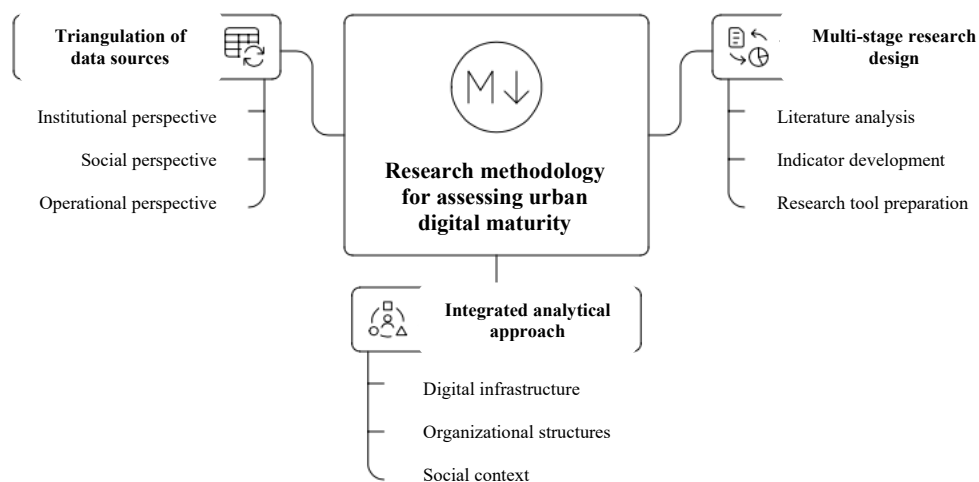 Triangulation of
data sources
Institutional perspective
Social perspective
Operational perspective
M↓
Research methodology
for assessing urban
digital maturity
Multi-stage research
design
Literature analysis
Indicator development
Research tool preparation
Integrated analytical
approach
Digital infrastructure
Organizational structures
Social context